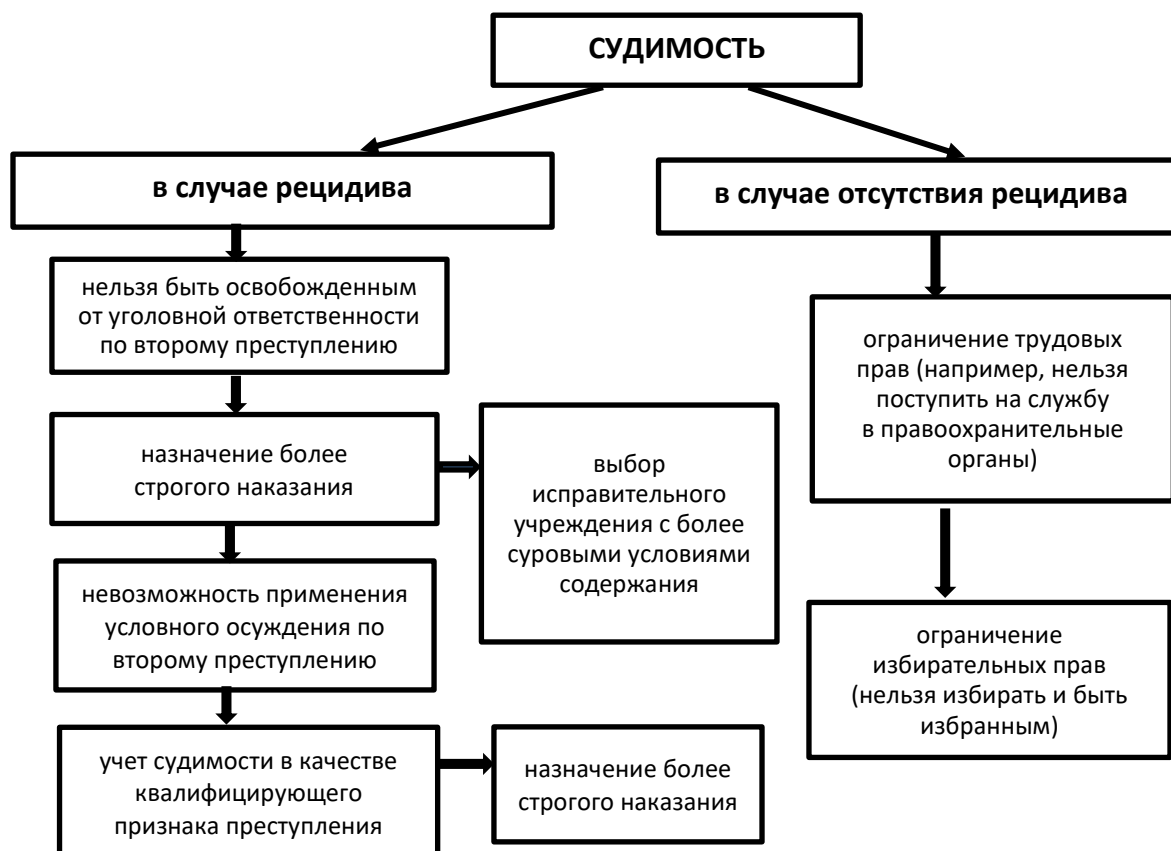 СУДИМОСТЬ
в случае рецидива
нельзя быть освобожденным
от уголовной ответственности
по второму преступлению
назначение более
строгого наказания
выбор
исправительного
учреждения с более
суровыми условиями
содержания
невозможность применения
условного осуждения по
второму преступлению
учет судимости в качестве
квалифицирующего
признака преступления
назначение более
строгого наказания
в случае отсутствия рецидива
ограничение трудовых
прав (например, нельзя
поступить на службу
в правоохранительные
органы)
ограничение
избирательных прав
(нельзя избирать и быть
избранным)